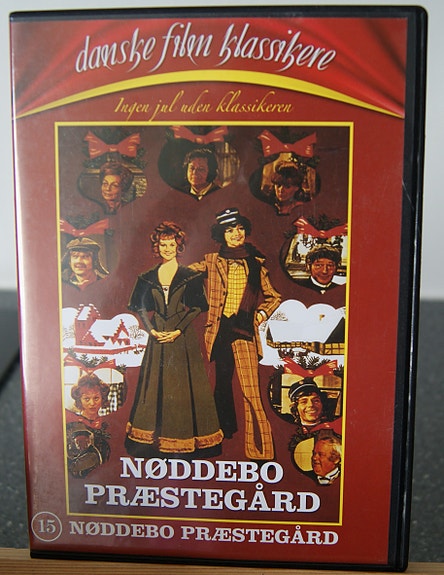 danske film klassikere
Ingen jul uden klassikeren
NØDDEBO
PRÆSTEGÅRD
15 NØDDEBO PRÆSTEGÅRD